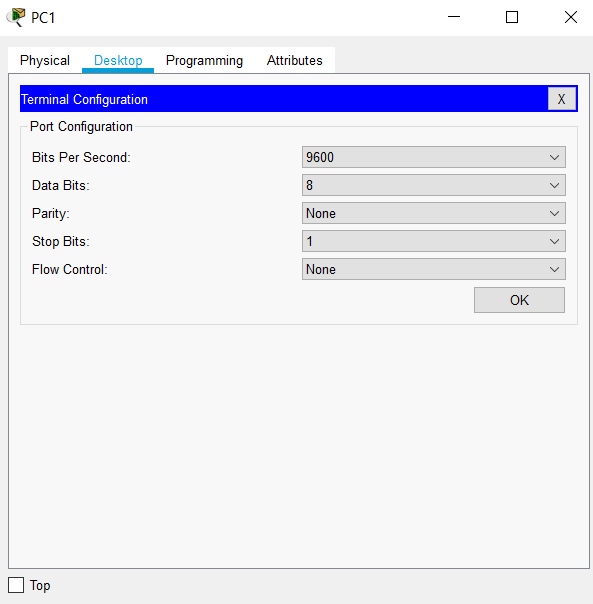 PC1
Physical Desktop Programming Attributes
Terminal Configuration X
Port Configuration
Bits Per Second: 9600
Data Bits: 8
Parity: None
Stop Bits: 1
Flow Control: None
OK
Top